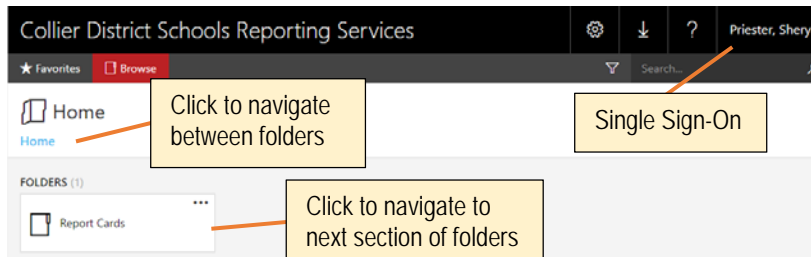 Collier District Schools Reporting Services
? Priester, Shery
★ Favorites Browse Search...
Home
Home
Click to navigate
between folders
Single Sign-On
FOLDERS (1)
Report Cards
...
Click to navigate to
next section of folders